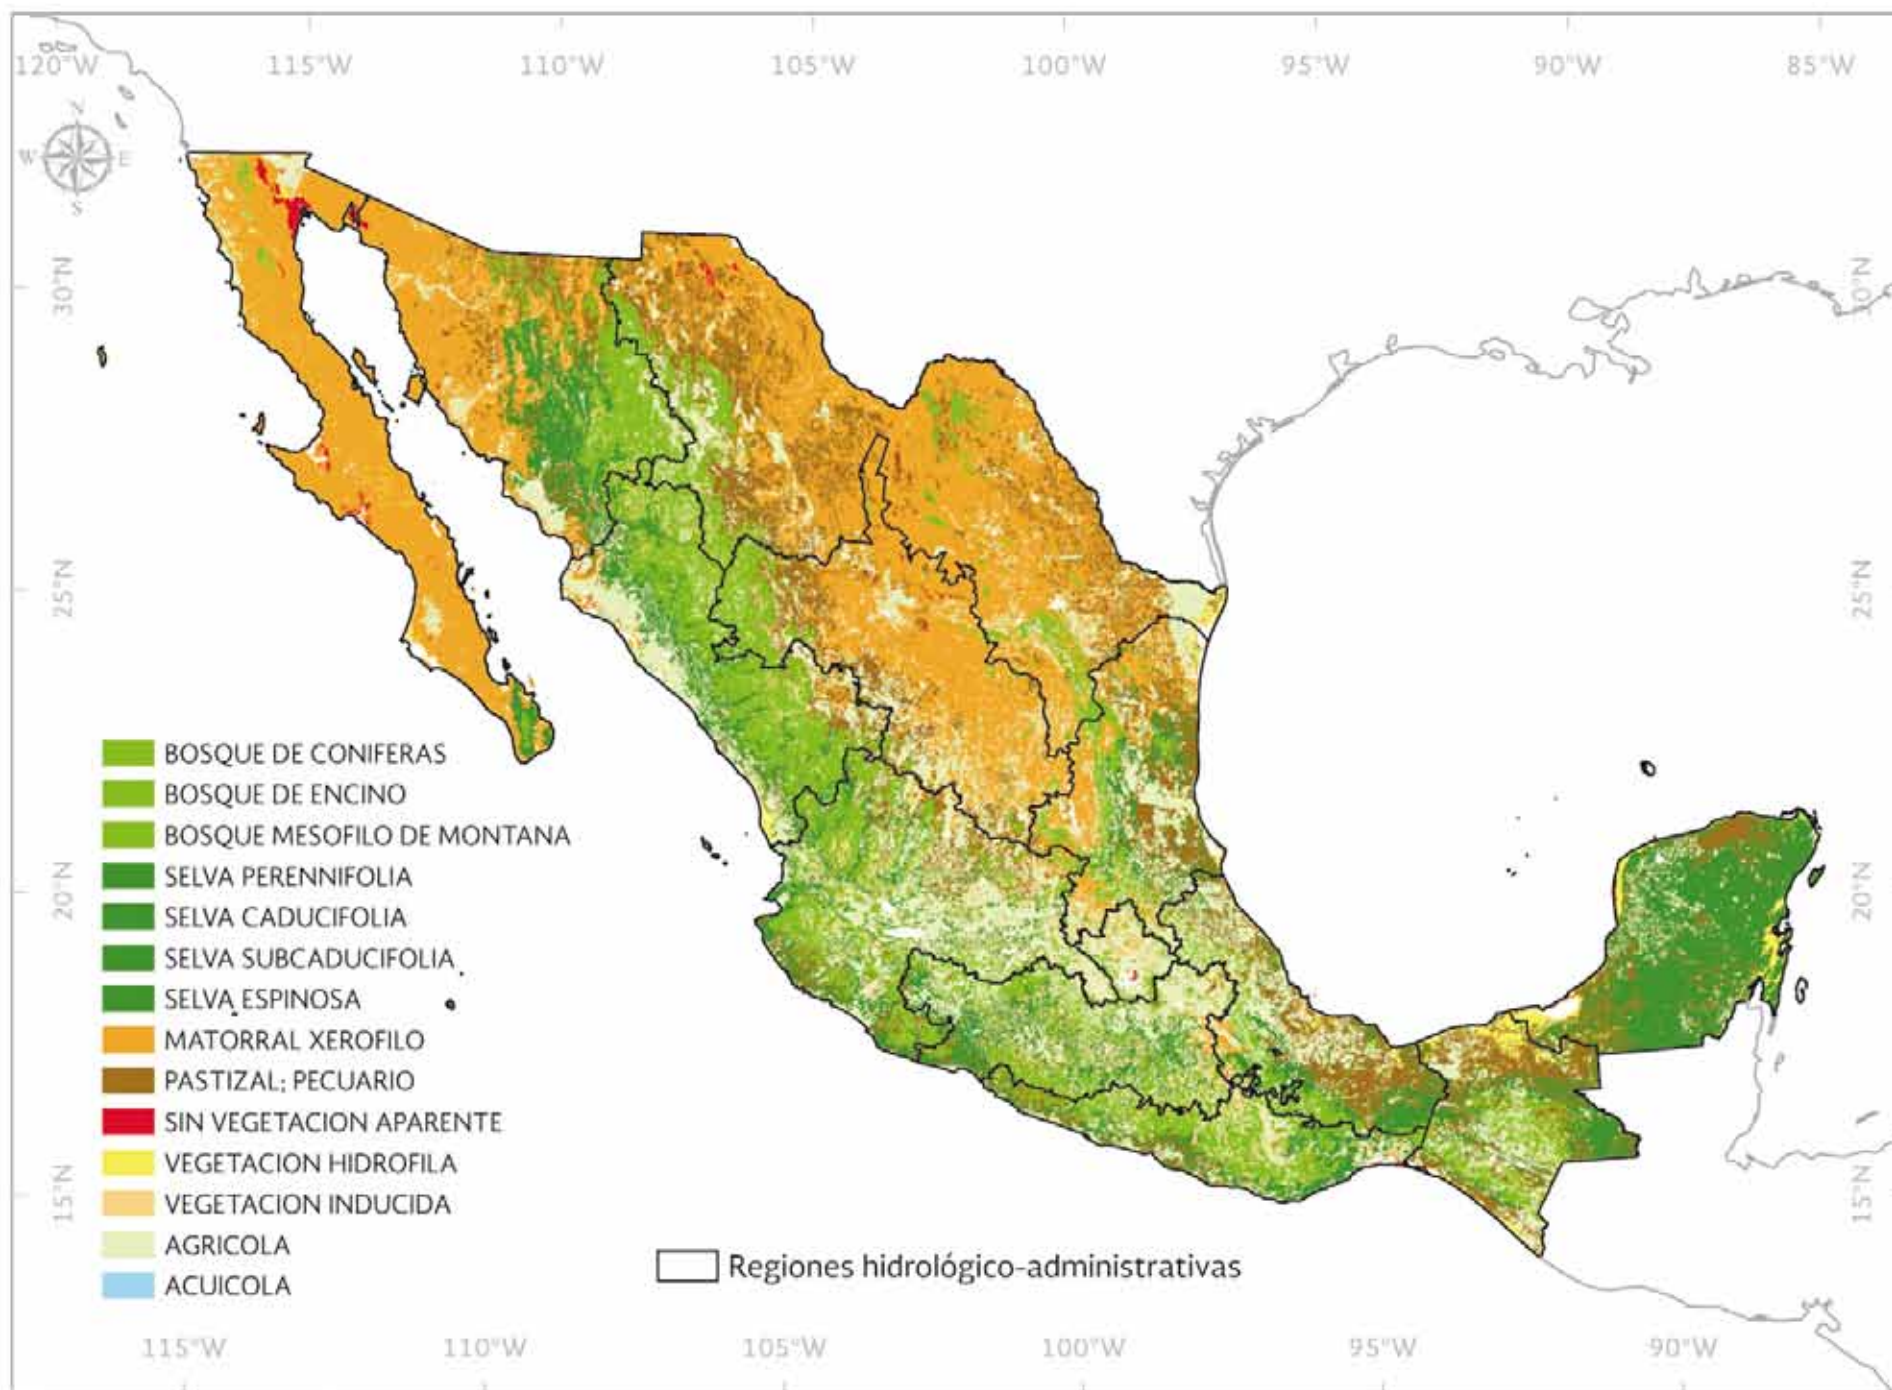 120°W 115°W 110°W 105°W 100°W 95°W 90°W 85°W
N
W E
S
30°N 30°N
25°N 25°N
20°N 20°N
15°N 15°N
BOSQUE DE CONIFERAS
BOSQUE DE ENCINO
BOSQUE MESOFILO DE MONTANA
SELVA PERENNIFOLIA
SELVA CADUCIFOLIA
SELVA SUBCADUCIFOLIA
SELVA ESPINOSA
MATORRAL XEROFILO
PASTIZAL; PECUARIO
SIN VEGETACION APARENTE
VEGETACION HIDROFILA
VEGETACION INDUCIDA
AGRICOLA
ACUICOLA
Regiones hidrológico-administrativas
115°W 110°W 105°W 100°W 95°W 90°W